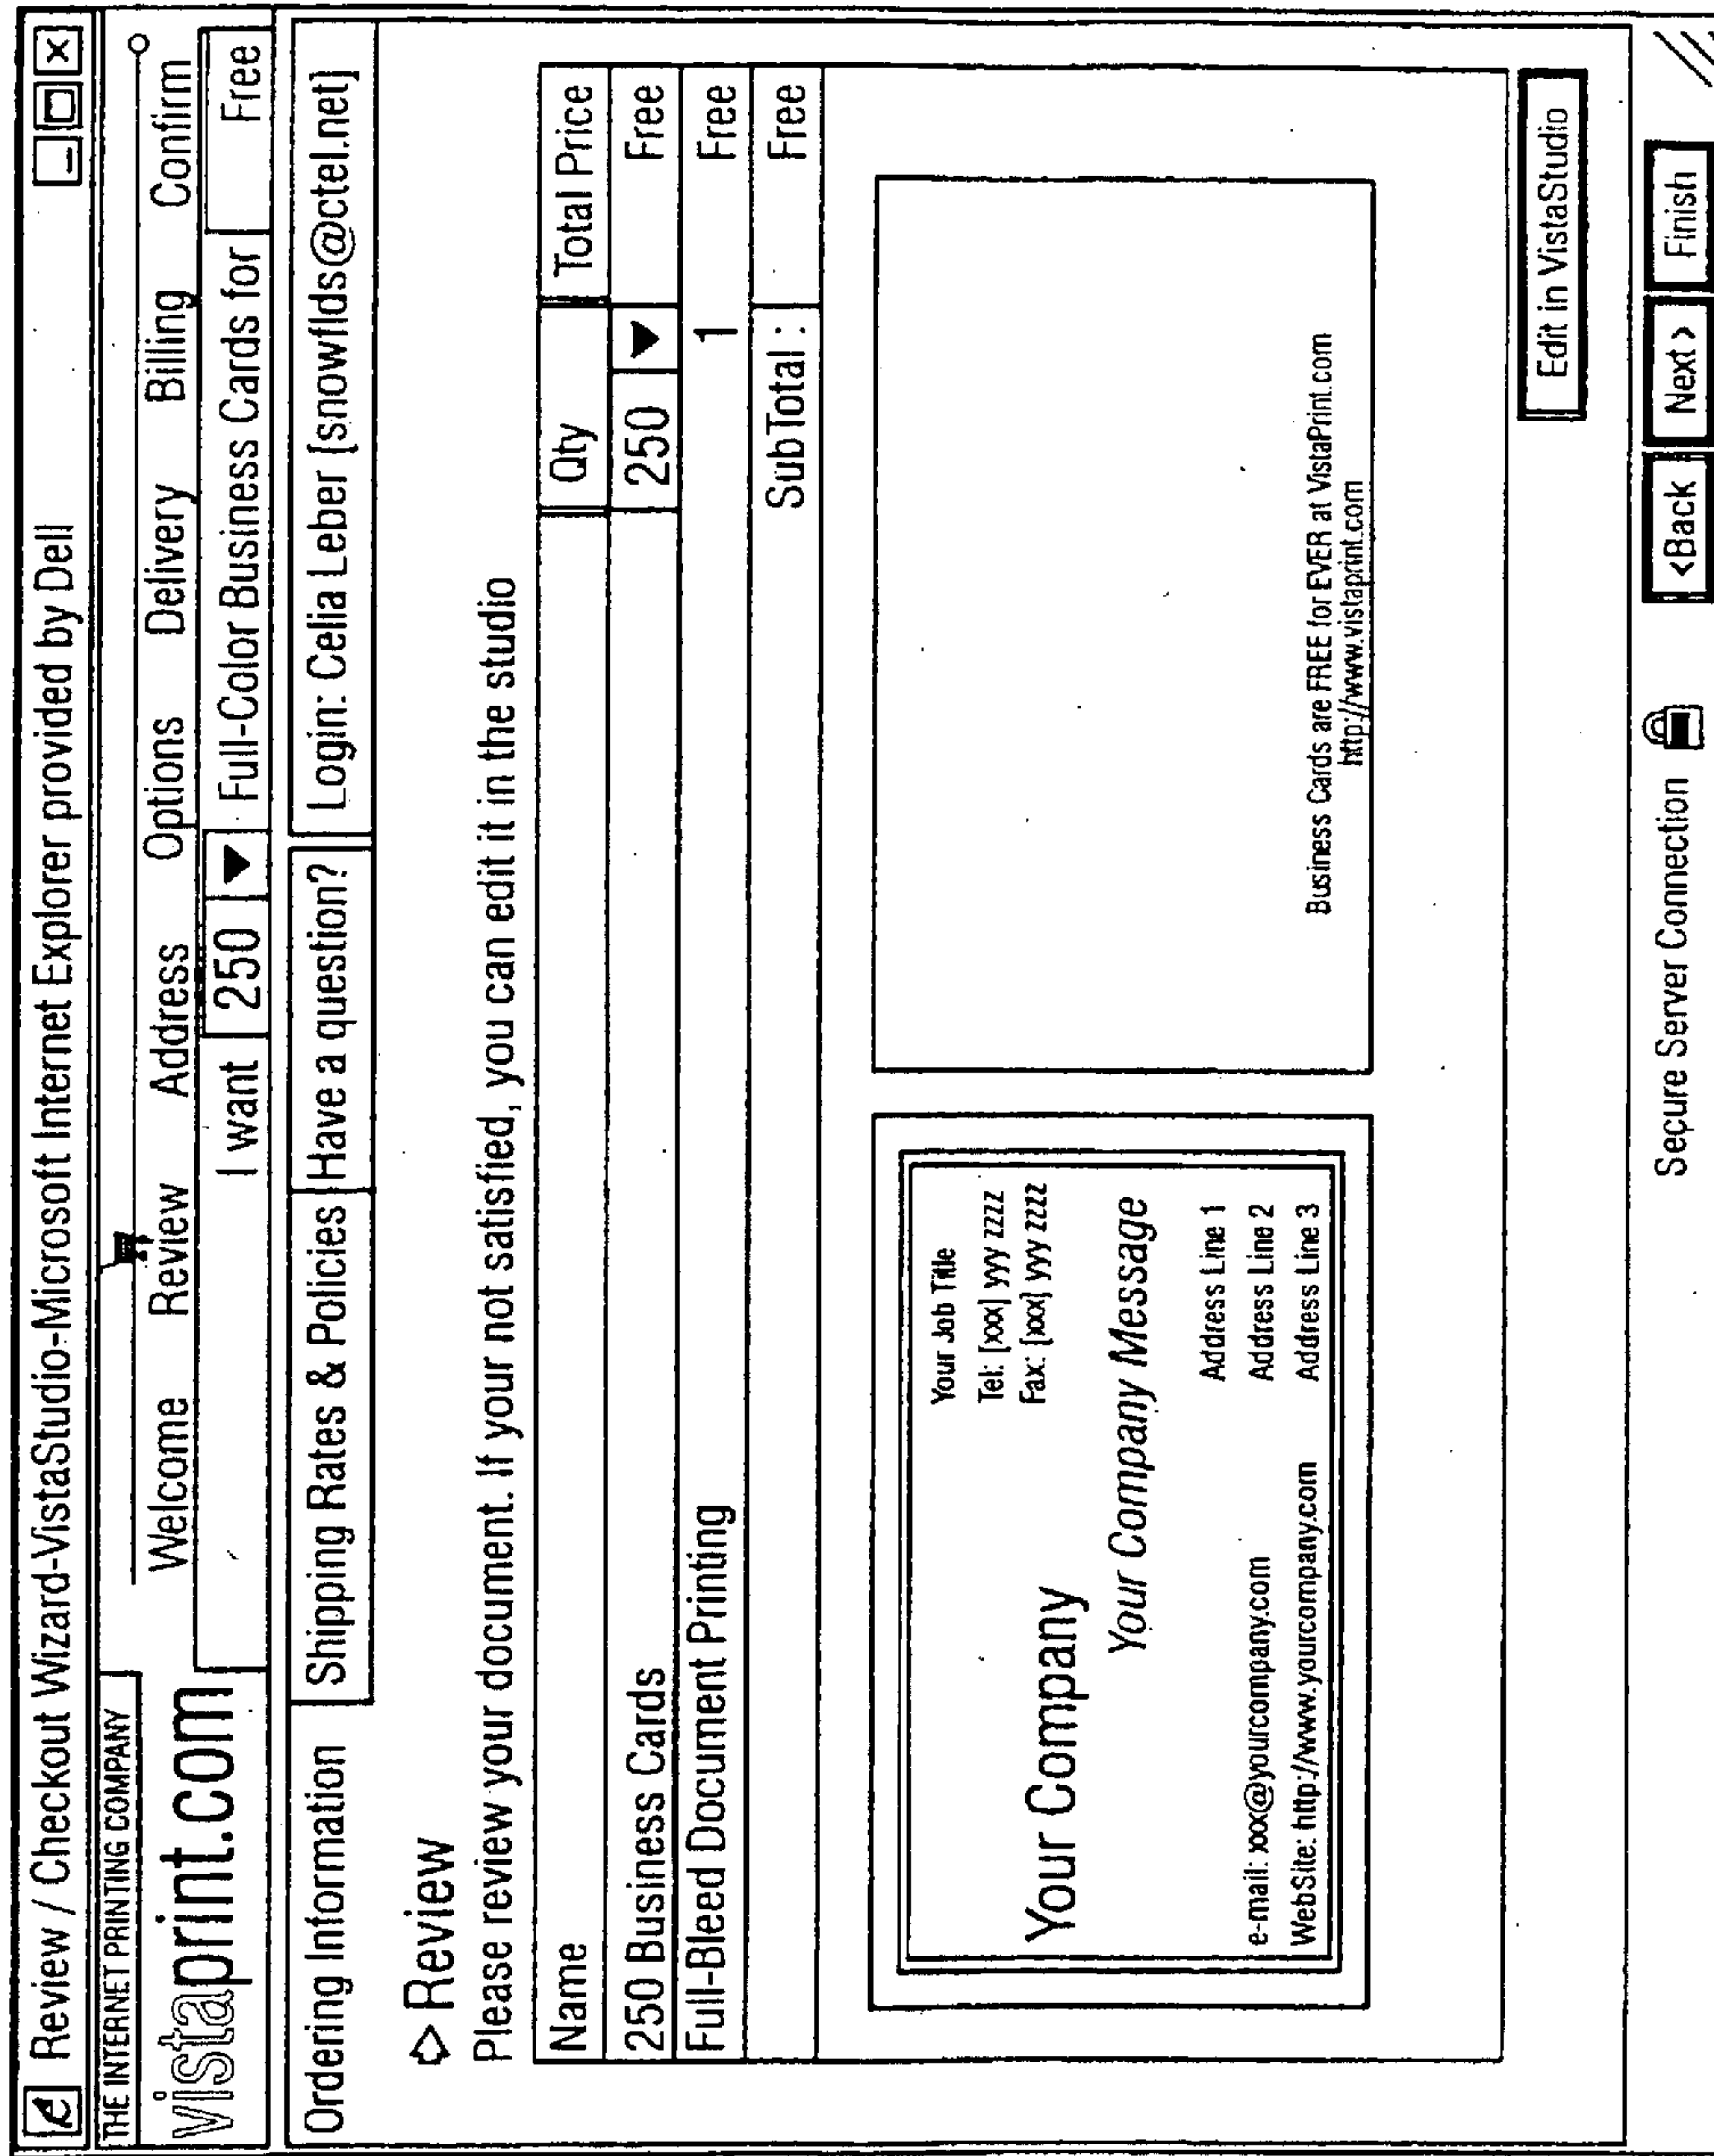 Review / Checkout Wizard-VistaStudio-Microsoft Internet Explorer provided by Dell
THE INTERNET PRINTING COMPANY
vistaprint.com
Welcome Review Address Options Delivery Billing Confirm
I want 250 Full-Color Business Cards for Free
Ordering Information Shipping Rates & Policies Have a question? Login: Celia Leber [snowflds@ctel.net]
Review
Please review your document. If your not satisfied, you can edit it in the studio
Name Qty Total Price
250 Business Cards 250 Free
Full-Bleed Document Printing 1 Free
SubTotal : Free
Your Job Title
Tel: [xxx] yyy zzzz
Fax: [xxx] yyy zzzz
Your Company
Your Company Message
Address Line 1
e-mail: xxx@yourcompany.com Address Line 2
WebSite: http://www.yourcompany.com Address Line 3
Business Cards are FREE for EVER at VistaPrint.com
http://www.vistaprint.com
Edit in VistaStudio
Secure Server Connection <Back Next> Finish